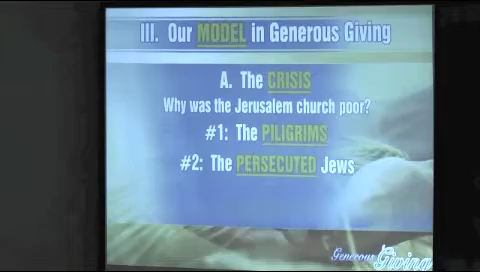 III. Our MODEL in Generous Giving
A. The CRISIS
Why was the Jerusalem church poor?
#1: The PILIGRIMS
#2: The PERSECUTED Jews
Generous Giving